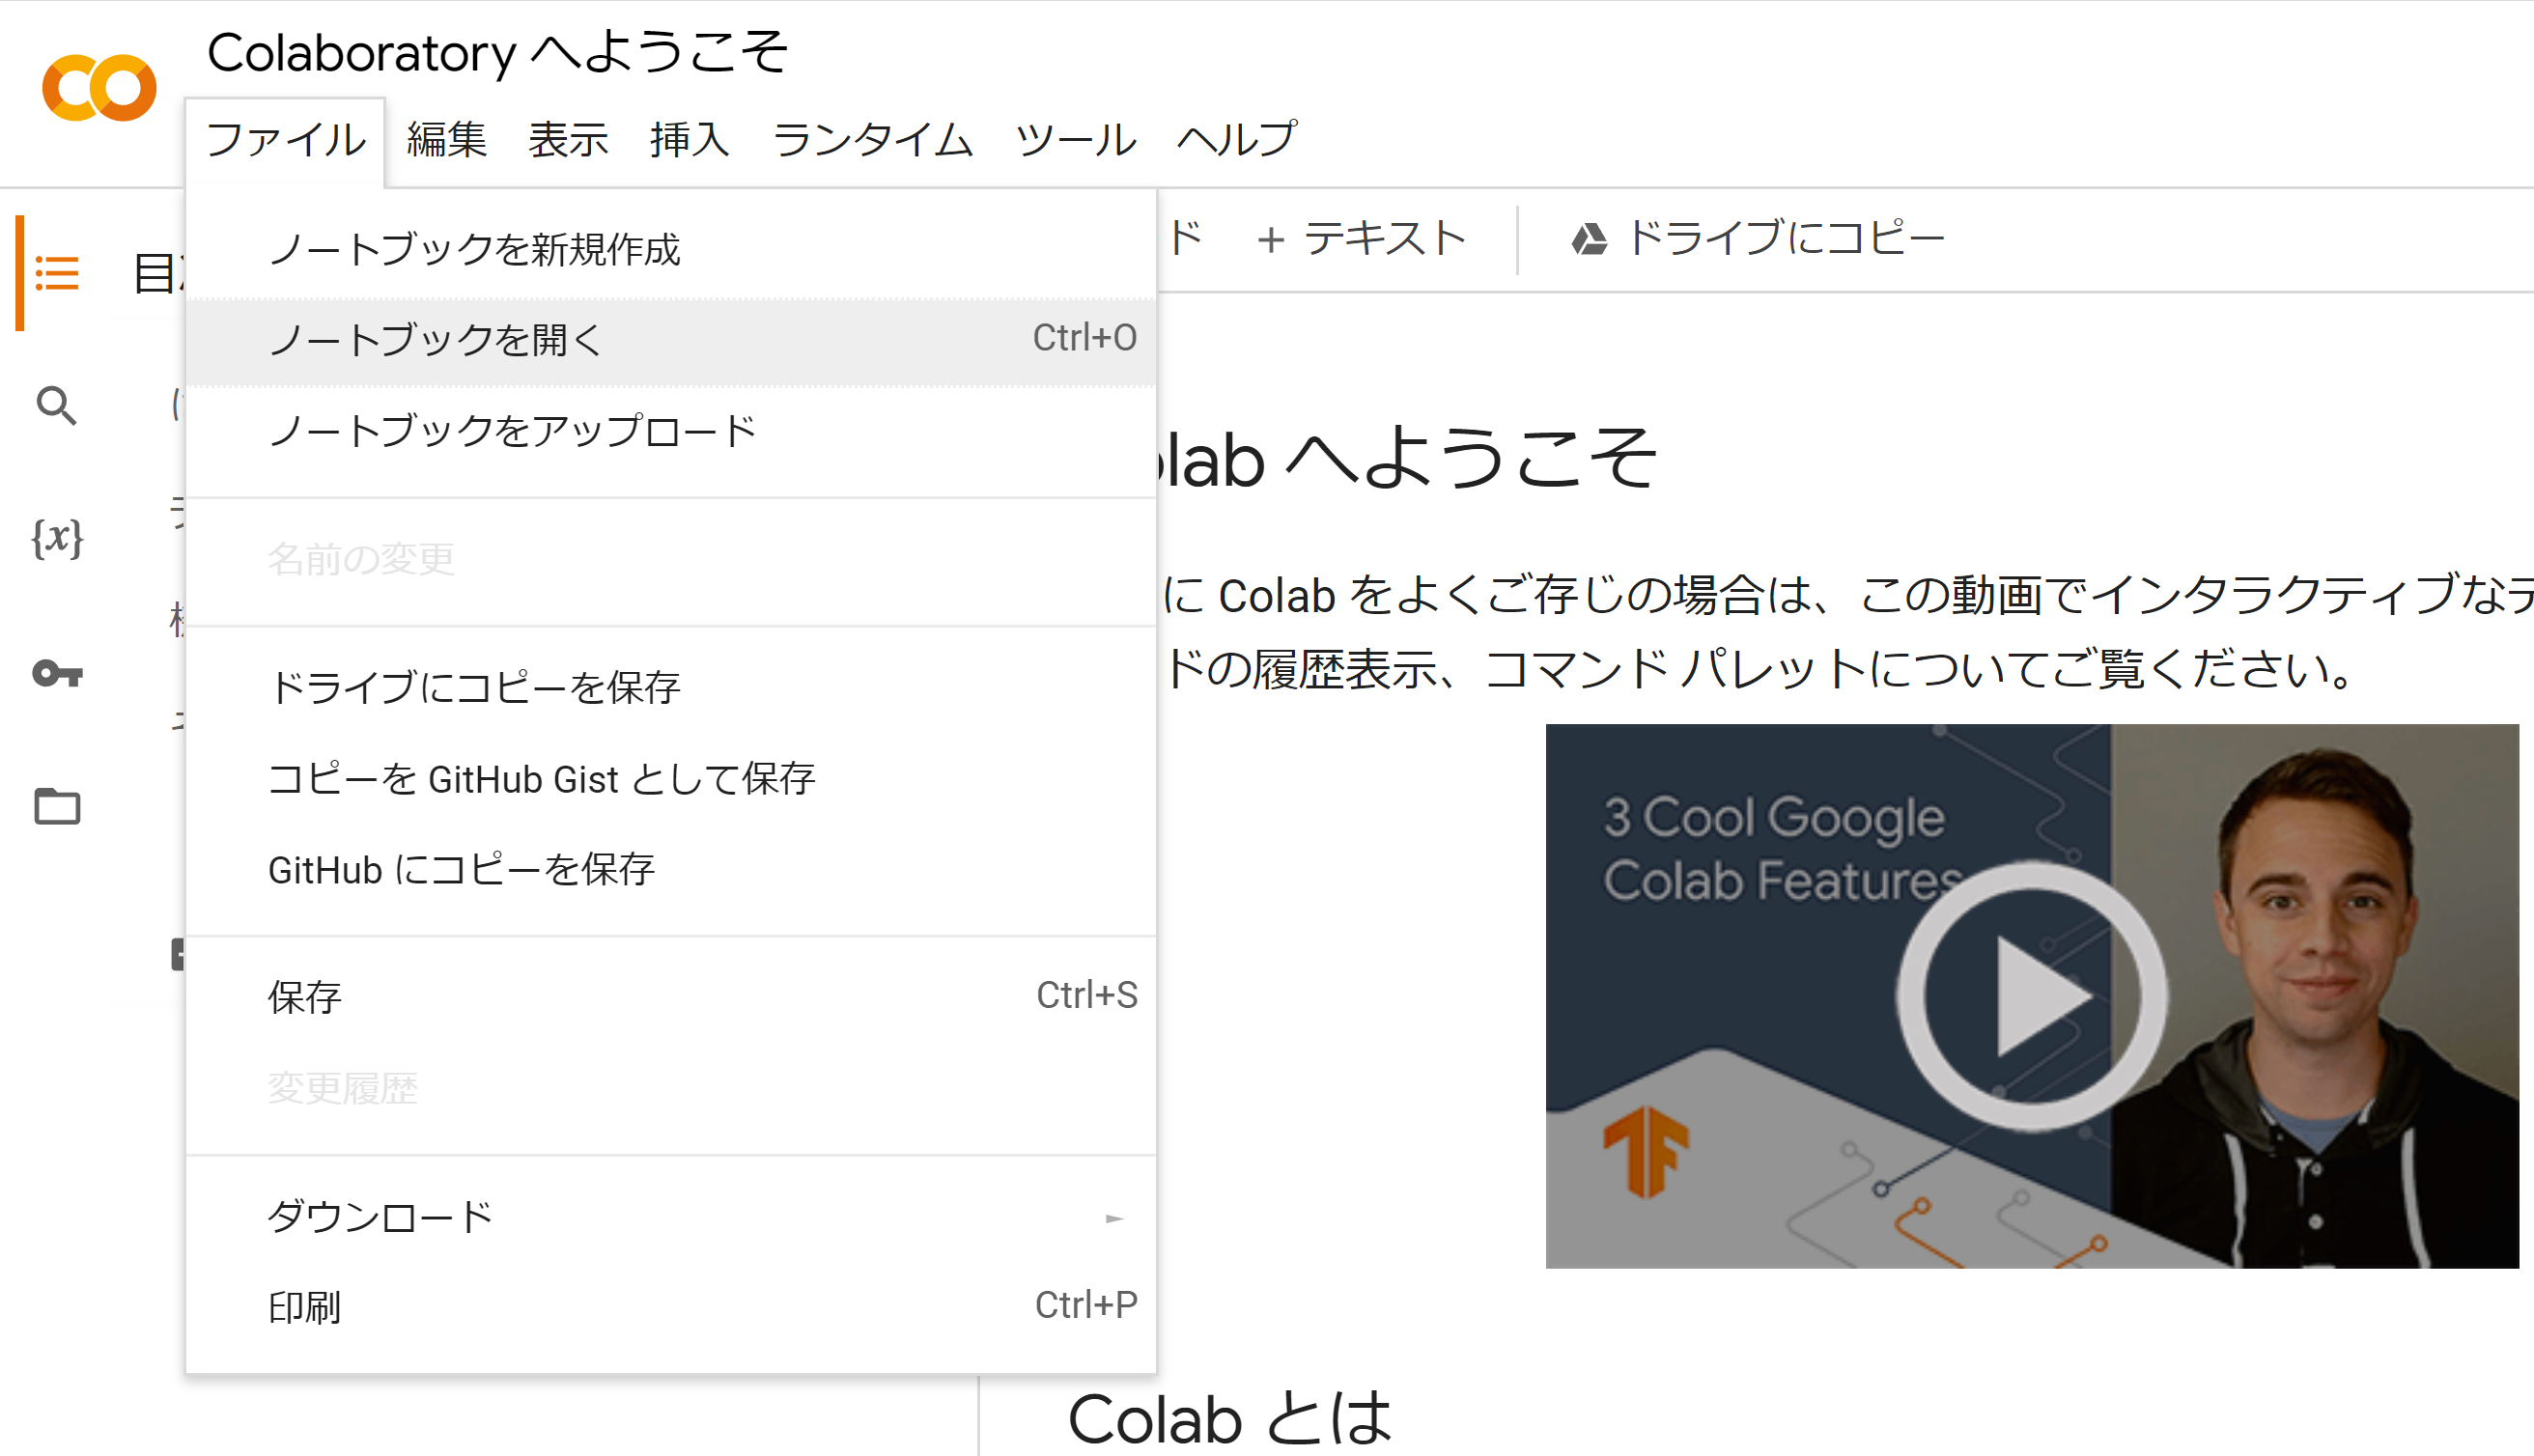 Colaboratory へようこそ
ファイル 編集 表示 挿入 ランタイム ツール ヘルプ
ド + テキスト ドライブにコピー
目
ノートブックを新規作成
ノートブックを開く Ctrl+O
ノートブックをアップロード
名前の変更
ドライブにコピーを保存
コピーを GitHub Gist として保存
GitHub にコピーを保存
保存 Ctrl+S
変更履歴
ダウンロード
印刷 Ctrl+P
{x}
olab へようこそ
に Colab をよくご存じの場合は、この動画でインタラクティブなテ
ドの履歴表示、コマンド パレットについてご覧ください。
3 Cool Google
Colab Features
Colab とは